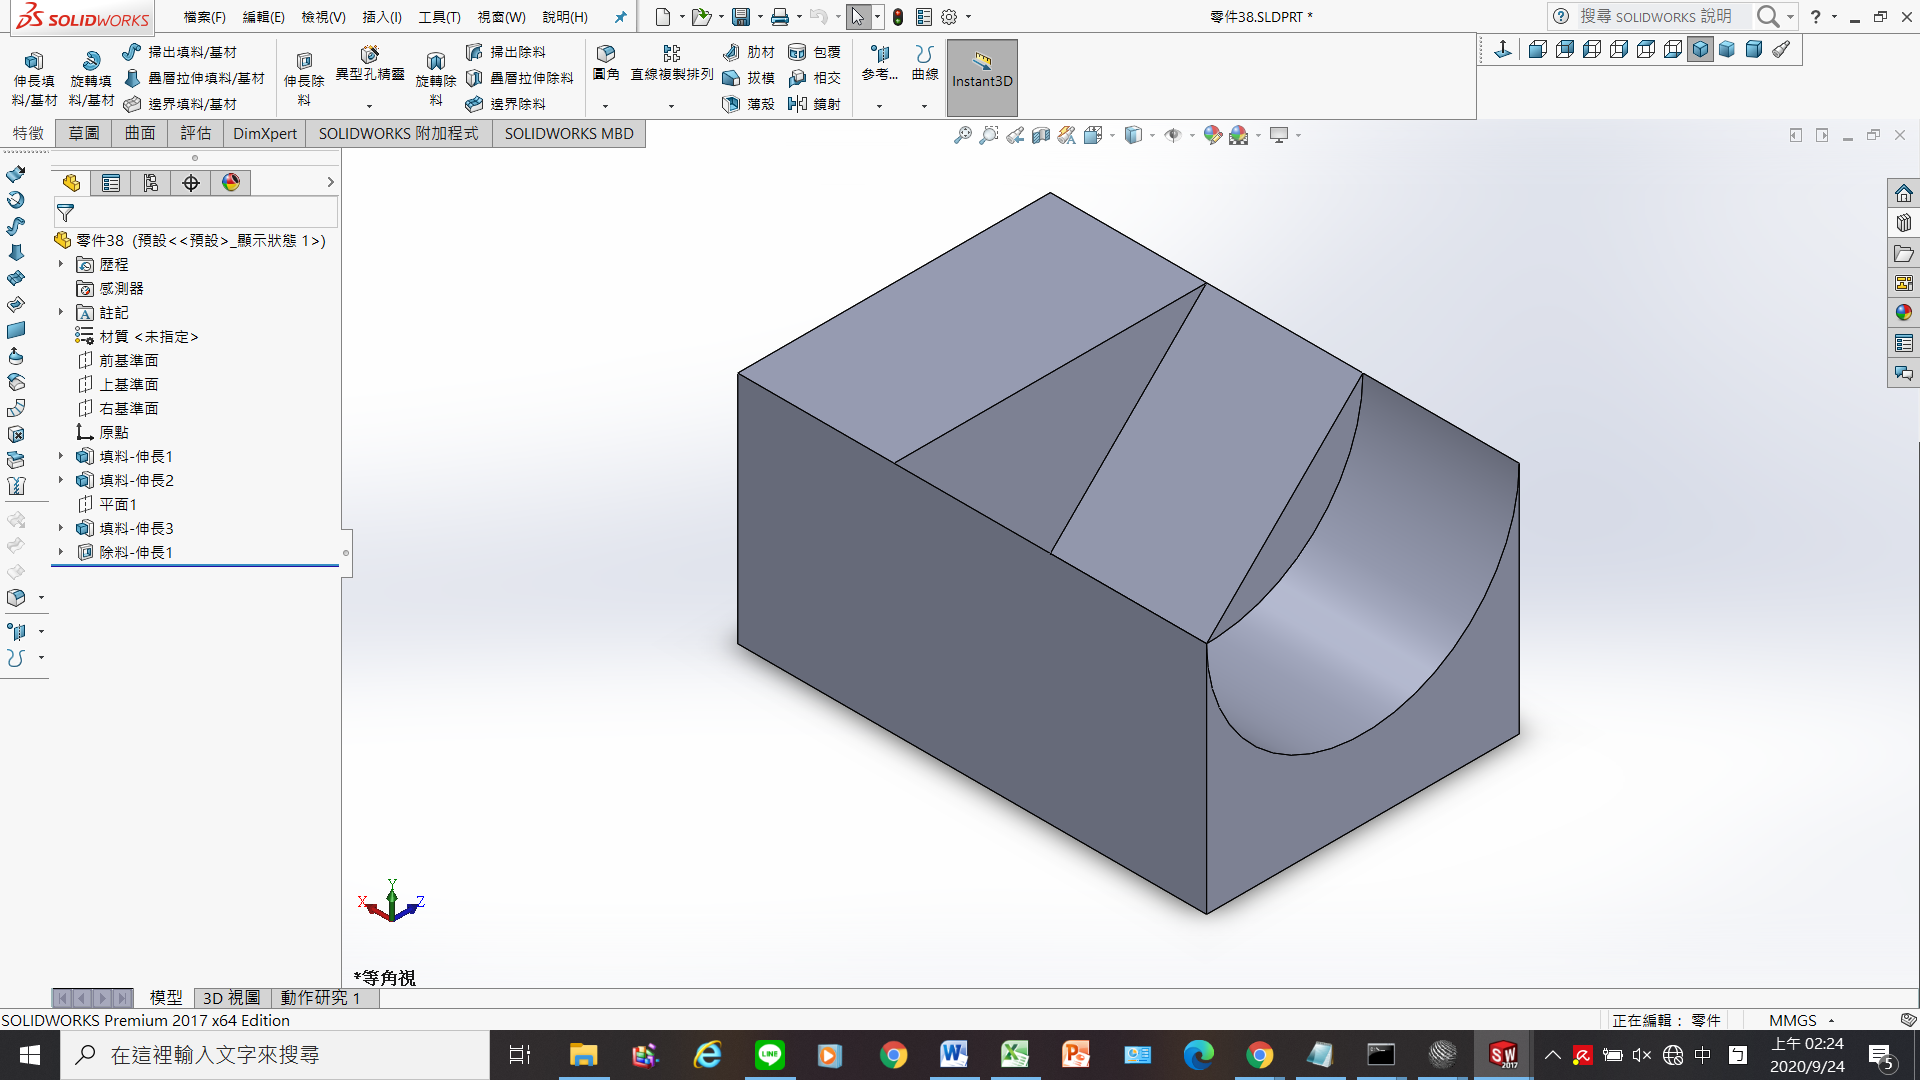 SOLIDWORKS
檔案(F) 編輯(E) 檢視(V) 插入(I) 工具(T) 視窗(W) 說明(H)
零件38.SLDPRT *
搜尋 SOLIDWORKS 說明
?
伸長填料/基材
旋轉填料/基材
掃出填料/基材
疊層拉伸填料/基材
邊界填料/基材
伸長除料
異型孔精靈
旋轉除料
掃出除料
疊層拉伸除料
邊界除料
圓角
直線複製排列
肋材
拔模
薄殼
包覆
相交
鏡射
參考...
曲線
Instant3D
特徵 草圖 曲面 評估 DimXpert SOLIDWORKS 附加程式 SOLIDWORKS MBD
零件38 (預設<<預設>_顯示狀態 1>)
歷程
感測器
註記
材質 <未指定>
前基準面
上基準面
右基準面
原點
填料-伸長1
填料-伸長2
平面1
填料-伸長3
除料-伸長1
Y
X Z
*等角視
模型 3D 視圖 動作研究 1
SOLIDWORKS Premium 2017 x64 Edition
正在編輯： 零件 MMGS
在這裡輸入文字來搜尋
LINE
SW
2017
中
上午 02:24
2020/9/24
5